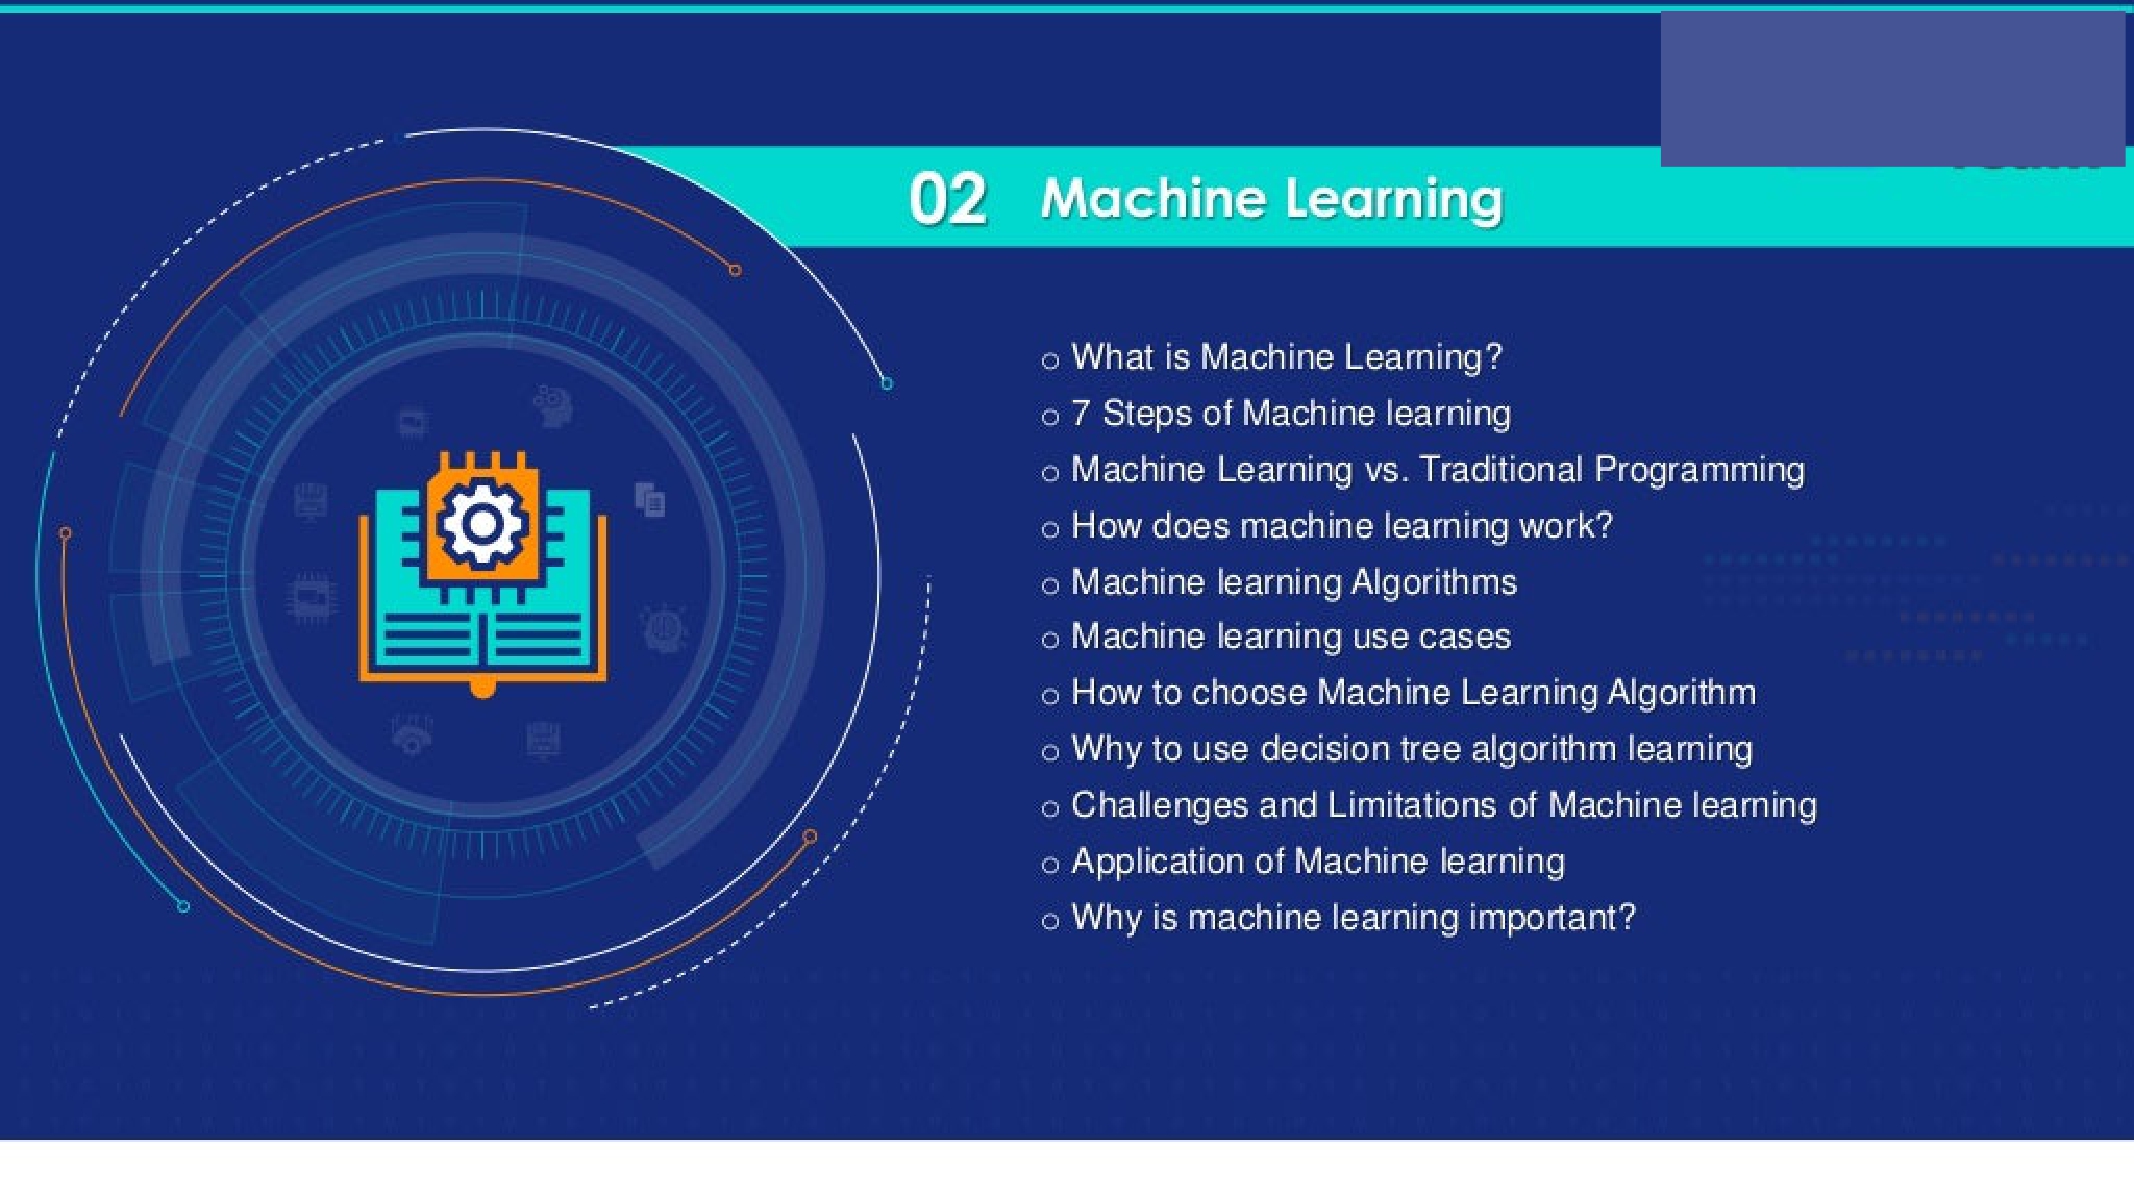 02 Machine Learning
○ What is Machine Learning?
○ 7 Steps of Machine learning
○ Machine Learning vs. Traditional Programming
○ How does machine learning work?
○ Machine learning Algorithms
○ Machine learning use cases
○ How to choose Machine Learning Algorithm
○ Why to use decision tree algorithm learning
○ Challenges and Limitations of Machine learning
○ Application of Machine learning
○ Why is machine learning important?